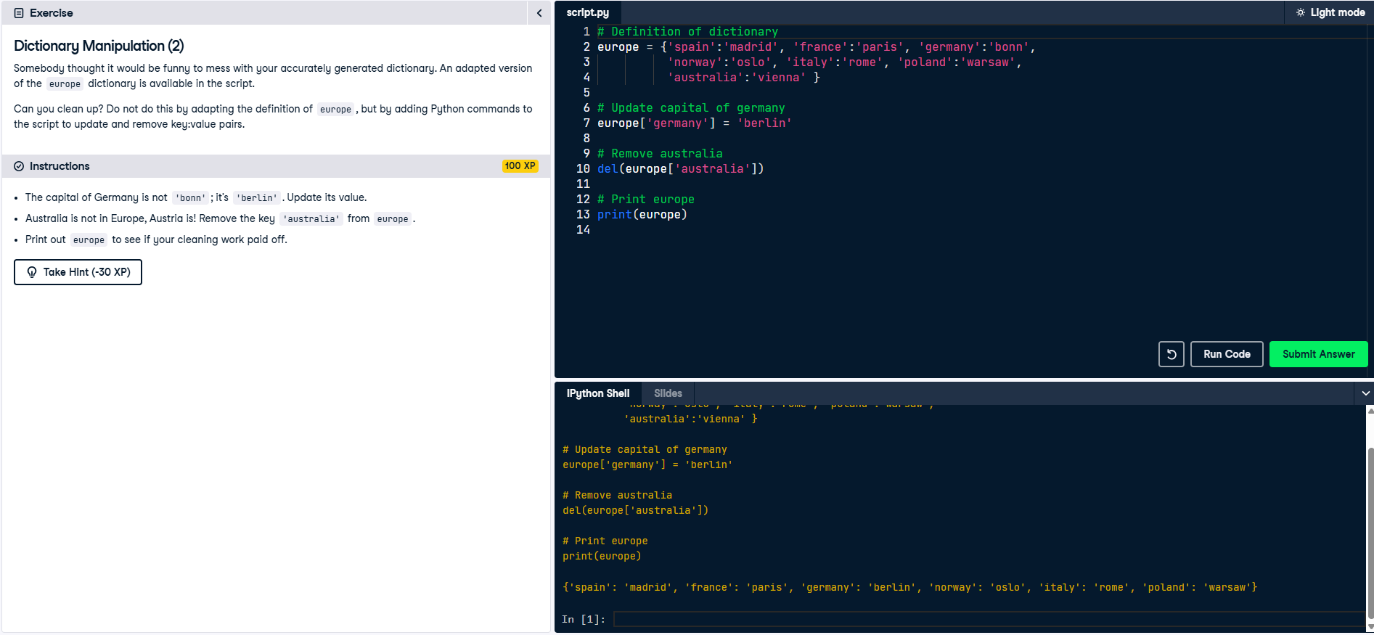 Exercise
Dictionary Manipulation (2)
Somebody thought it would be funny to mess with your accurately generated dictionary. An adapted version
of the europe dictionary is available in the script.
Can you clean up? Do not do this by adapting the definition of europe, but by adding Python commands to
the script to update and remove key:value pairs.
Instructions
100 XP
• The capital of Germany is not 'bonn'; it's 'berlin'. Update its value.
• Australia is not in Europe, Austria is! Remove the key 'australia' from europe.
• Print out europe to see if your cleaning work paid off.
Take Hint (-30 XP)
script.py
Light mode
1 # Definition of dictionary
2 europe = {'spain':'madrid', 'france':'paris', 'germany':'bonn',
3 'norway':'oslo', 'italy':'rome', 'poland':'warsaw',
4 'australia':'vienna' }
5
6 # Update capital of germany
7 europe['germany'] = 'berlin'
8
9 # Remove australia
10 del(europe['australia'])
11
12 # Print europe
13 print(europe)
14
Run Code
Submit Answer
IPython Shell
Slides
'norway':'oslo', 'italy':'rome', 'poland':'warsaw',
'australia':'vienna' }
# Update capital of germany
europe['germany'] = 'berlin'
# Remove australia
del(europe['australia'])
# Print europe
print(europe)
{'spain': 'madrid', 'france': 'paris', 'germany': 'berlin', 'norway': 'oslo', 'italy': 'rome', 'poland': 'warsaw'}
In [1]: